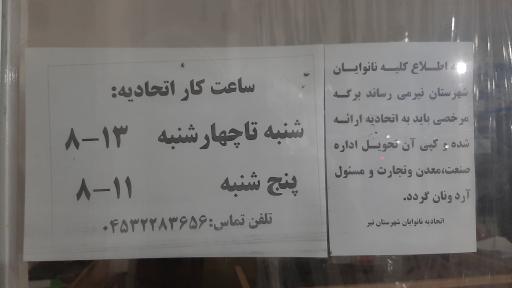 ساعت کار اتحادیه:
شنبه تا چهارشنبه ۱۳-۸
پنج شنبه ۱۱-۸
تلفن تماس:۰۴۵۳۲۲۸۳۶۵۶
اطلاع کلیه نانوایان
شهرستان نیرمی رساند برگه
مرخصی باید به اتحادیه ارائه
شده و کپی آن تحویل اداره
صنعت،معدن وتجارت و مسئول
آرد ونان گردد.
اتحادیه نانوایان شهرستان نیر